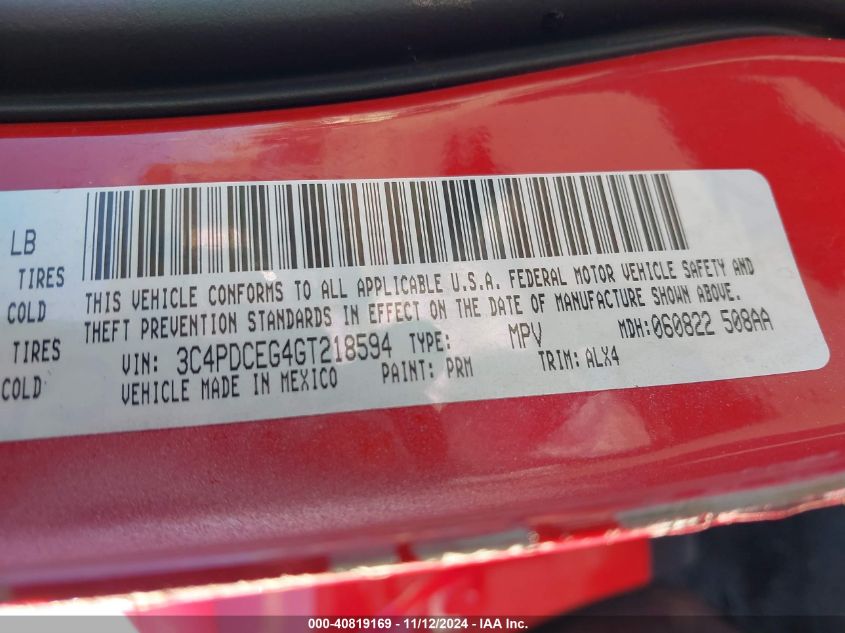 LB
TIRES
COLD
TIRES
COLD
THIS VEHICLE CONFORMS TO ALL APPLICABLE U.S.A. FEDERAL MOTOR VEHICLE SAFETY AND
THEFT PREVENTION STANDARDS IN EFFECT ON THE DATE OF MANUFACTURE SHOWN ABOVE.
VIN: 3C4PDCEG4GT218594 TYPE: MPV MDH: 060822 508AA
VEHICLE MADE IN MEXICO PAINT: PRM TRIM: ALX4
000-40819169 - 11/12/2024 - IAA Inc.